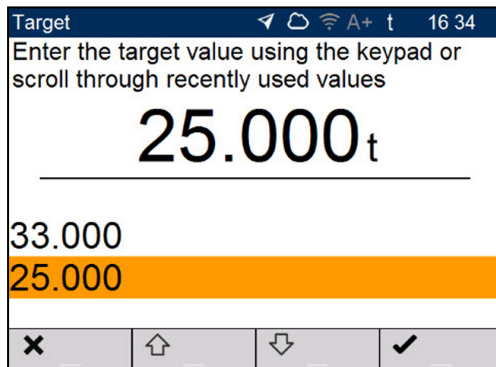 Target A+ t 16 34
Enter the target value using the keypad or
scroll through recently used values
25.000 t
33.000
25.000